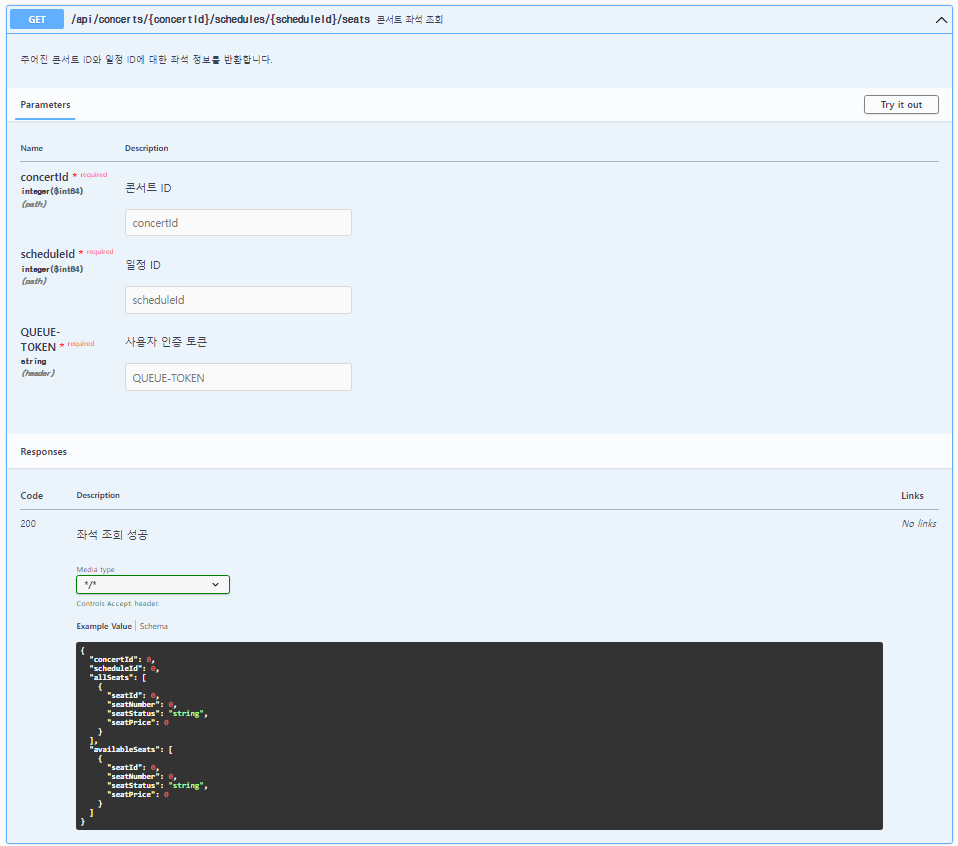 GET /api/concerts/{concertId}/schedules/{scheduleId}/seats 콘서트 좌석 조회
주어진 콘서트 ID와 일정 ID에 대한 좌석 정보를 반환합니다.
Parameters Try it out
Name Description
concertId * required
integer($int64)
(path)
콘서트 ID
concertId
scheduleId * required
integer($int64)
(path)
일정 ID
scheduleId
QUEUE-
TOKEN * required
string
(header)
사용자 인증 토큰
QUEUE-TOKEN
Responses
Code Description Links
200 좌석 조회 성공 No links
Media type
*/*
Controls Accept header.
Example Value Schema
{
"concertId": 0,
"scheduleId": 0,
"allSeats": [
{
"seatId": 0,
"seatNumber": 0,
"seatStatus": "string",
"seatPrice": 0
}
],
"availableSeats": [
{
"seatId": 0,
"seatNumber": 0,
"seatStatus": "string",
"seatPrice": 0
}
]
}